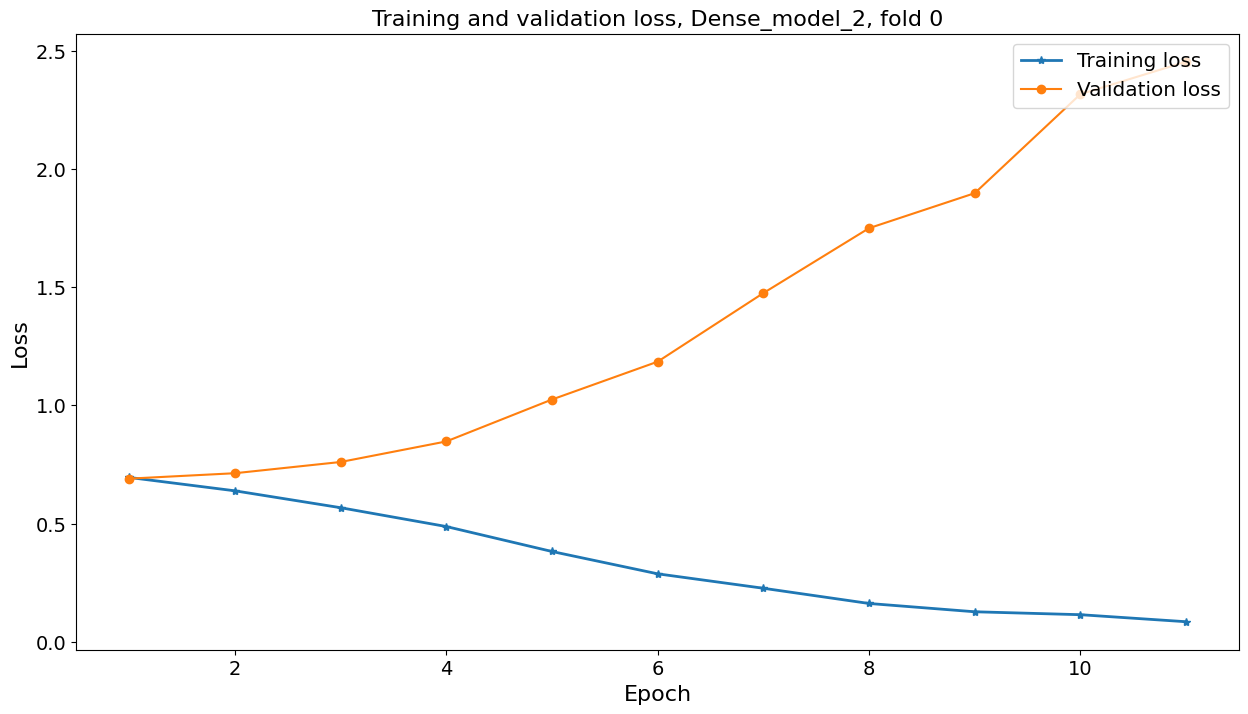 Training and validation loss, Dense_model_2, fold 0
Training loss
Validation loss
2.5
2.0
1.5
1.0
0.5
0.0
Loss
2 4 6 8 10
Epoch